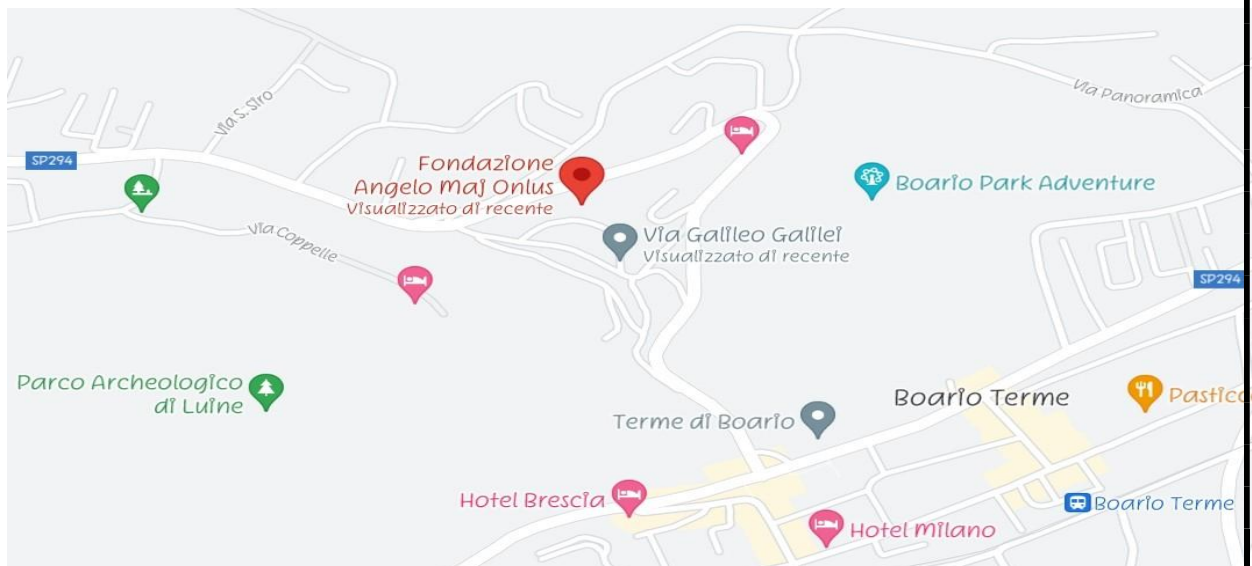 Via Panoramica
Via S. Siro
SP294
Fondazione
Angelo Maj Onlus
Visualizzato di recente
Boario Park Adventure
Via Galileo Galilei
Visualizzato di recente
Via Coppelle
SP294
Parco Archeologico
di Luine
Boario Terme
Pastico
Terme di Boario
Hotel Brescia
Boario Terme
Hotel Milano